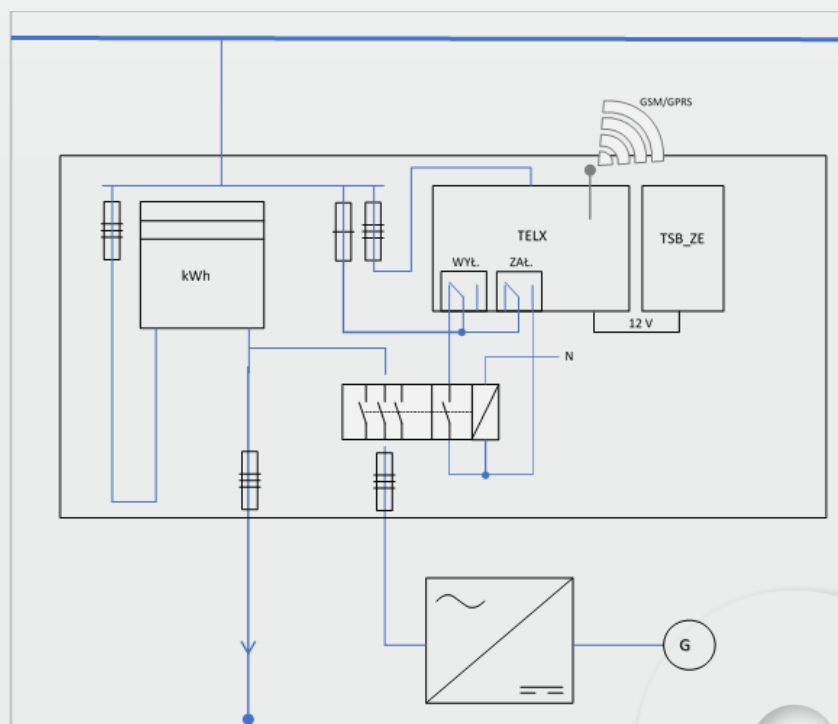 GSM/GPRS
kWh
TELX
TSB_ZE
WYŁ.
ZAŁ.
12 V
N
G